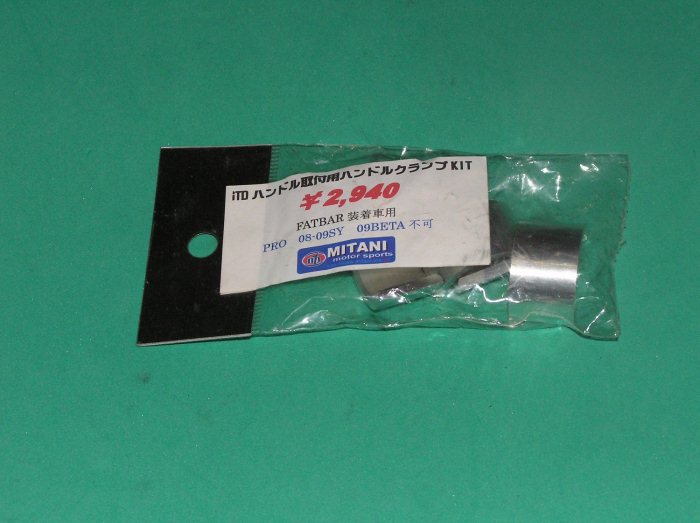 iTD ハンドル取付用ハンドルクランプKIT
¥2,940
FATBAR 装着車用
PRO 08-09SY 09BETA 不可
MITANI
motor sports